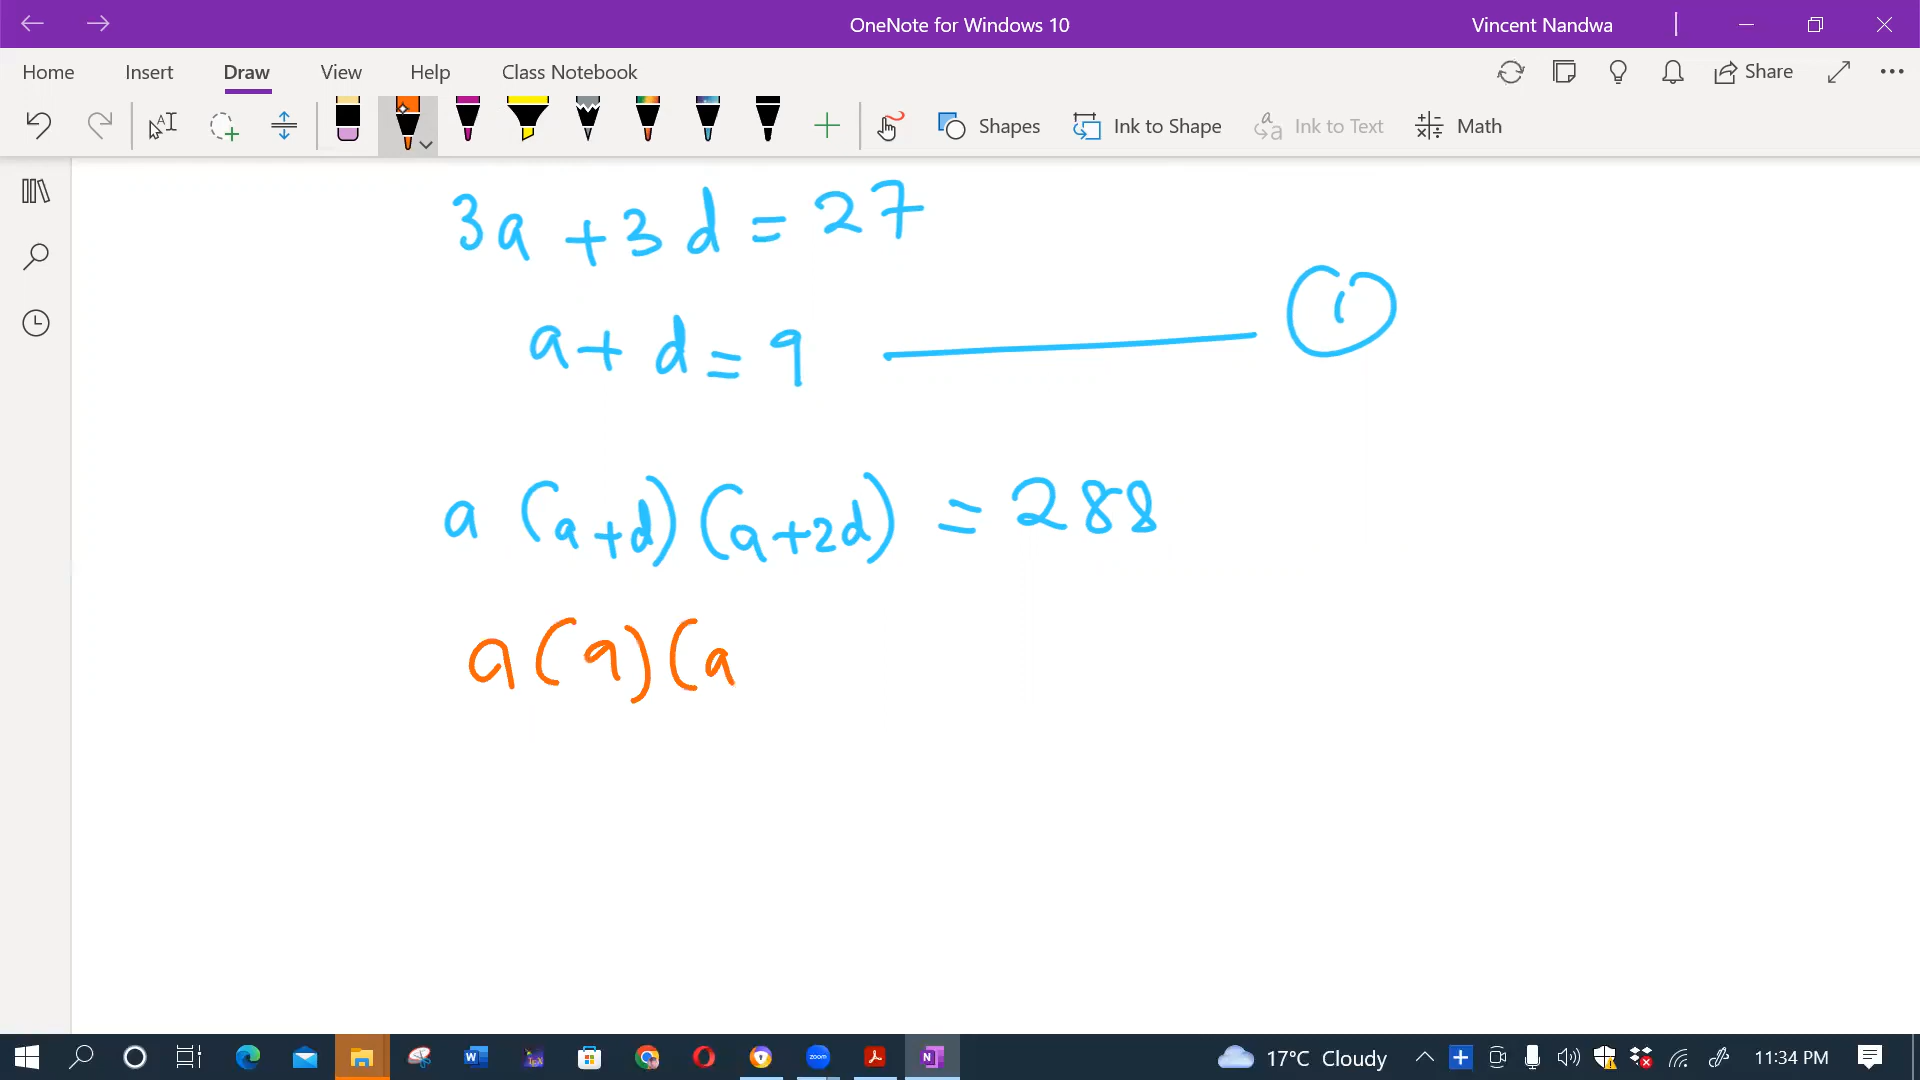 OneNote for Windows 10
Vincent Nandwa
Home Insert Draw View Help Class Notebook Share
Shapes Ink to Shape Ink to Text Math
3a + 3d = 27
a + d = 9 ——— 1
a (a+d) (a+2d) = 288
a (9) (a
17°C Cloudy 11:34 PM